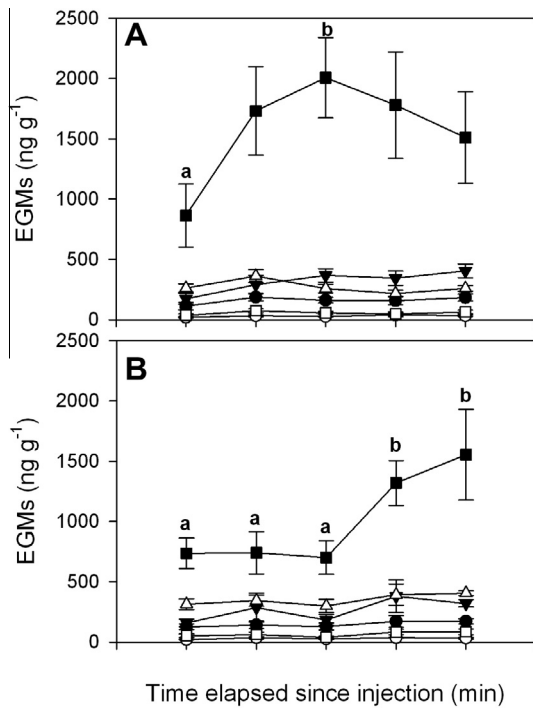 A
2500
2000
1500
1000
500
0
EGMs (ng g-1)
a
b
B
2500
2000
1500
1000
500
0
EGMs (ng g-1)
a a a b b
Time elapsed since injection (min)